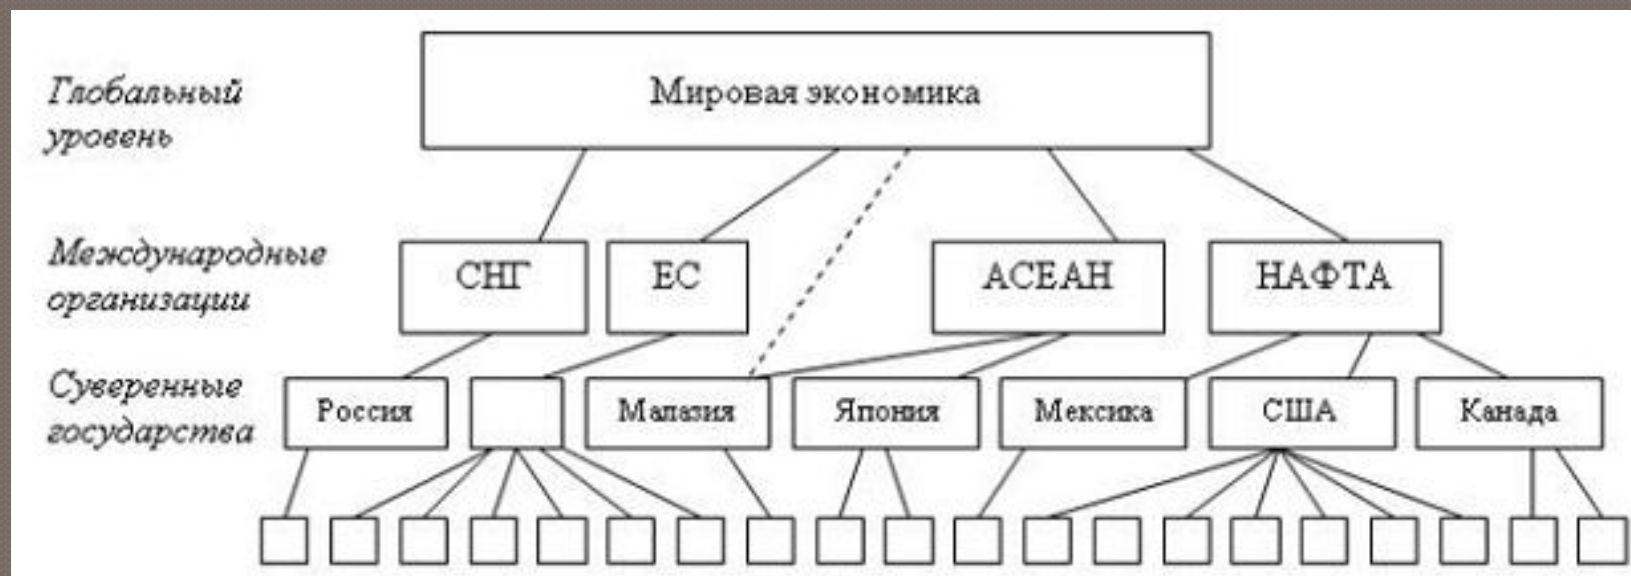 Глобальный
уровень
Мировая экономика
Международные
организации
СНГ
ЕС
АСЕАН
НАФТА
Суверенные
государства
Россия
Малазия
Япония
Мексика
США
Канада